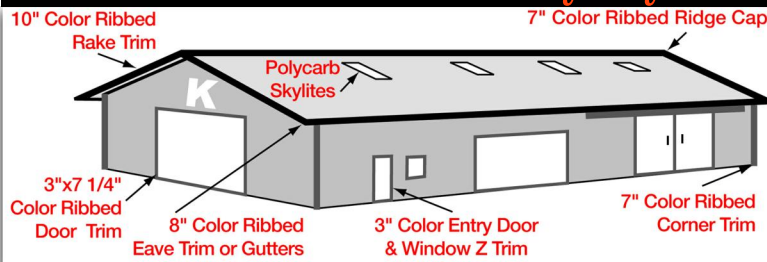 10" Color Ribbed
Rake Trim
7" Color Ribbed Ridge Cap
Polycarb
Skylites
K
3"x7 1/4"
Color Ribbed
Door Trim
8" Color Ribbed
Eave Trim or Gutters
3" Color Entry Door
& Window Z Trim
7" Color Ribbed
Corner Trim